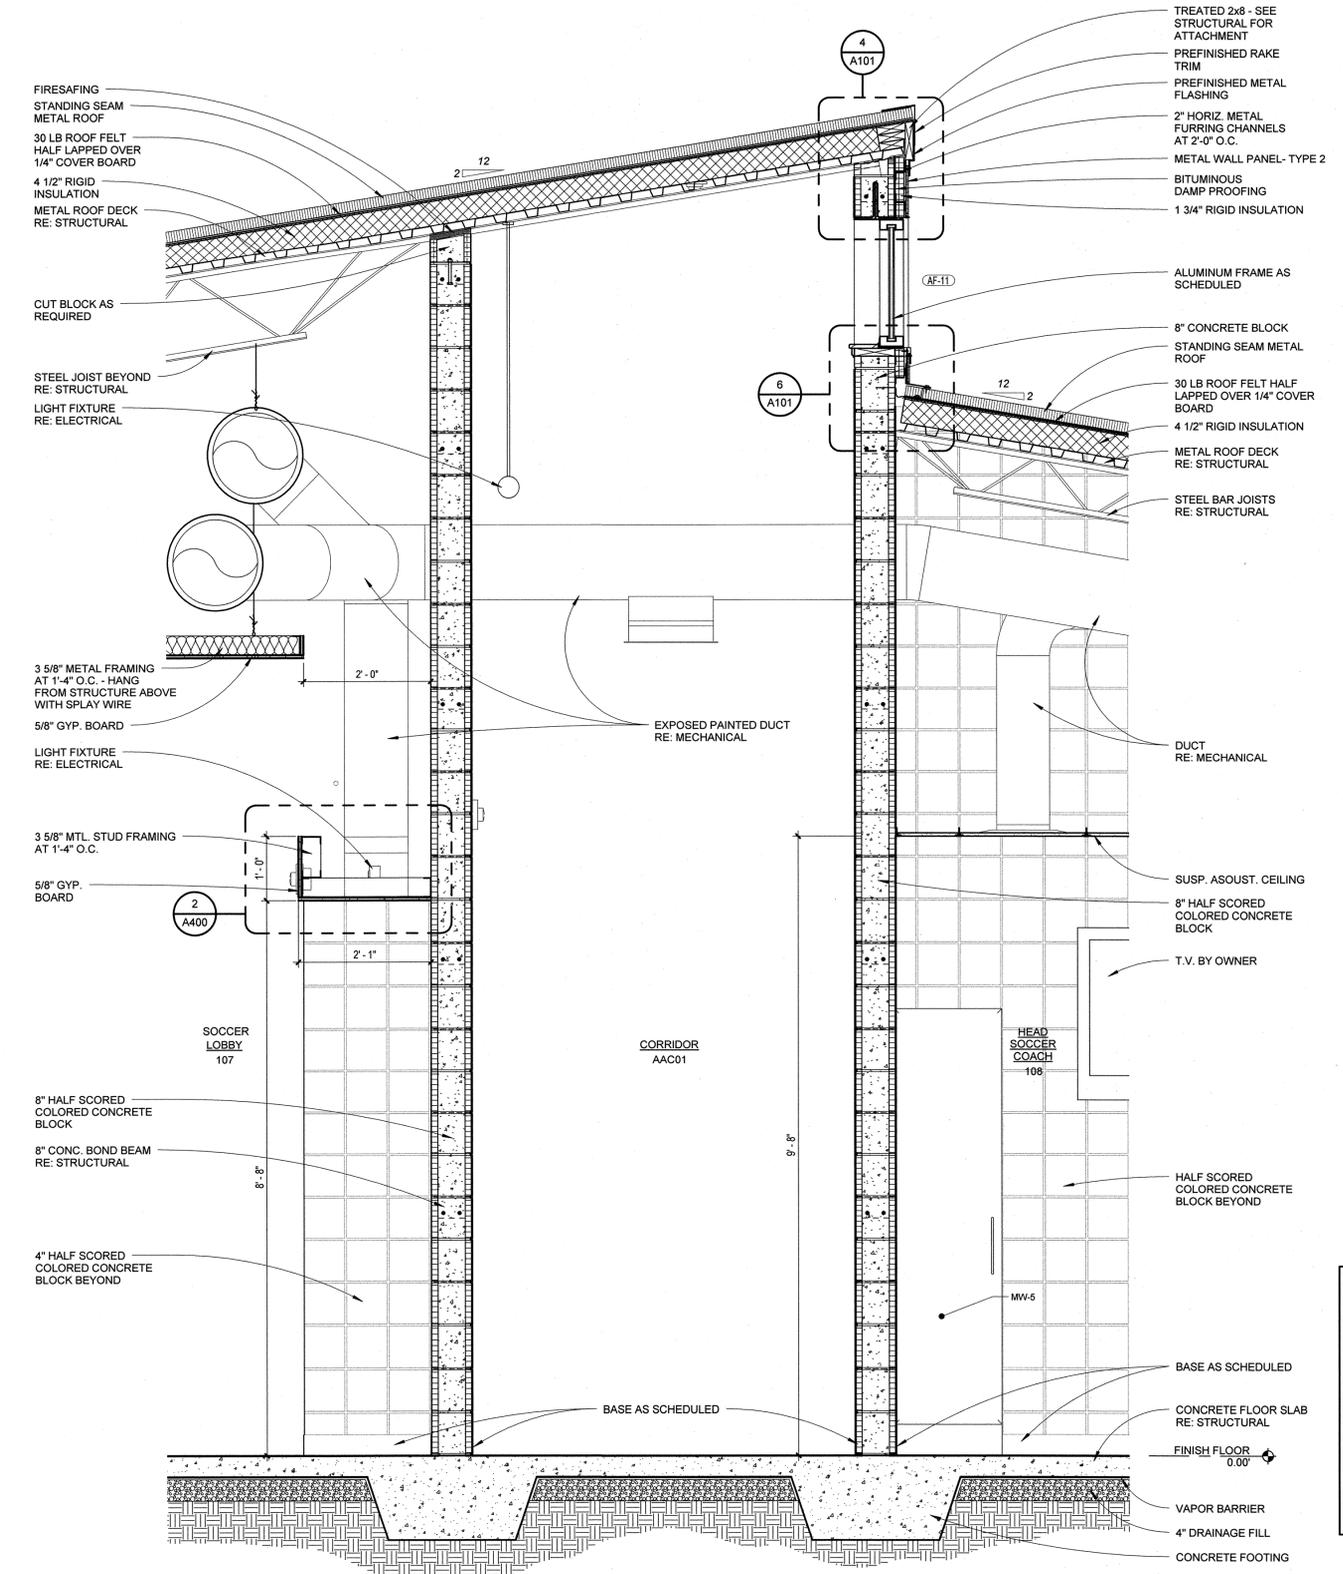 4
A101
TREATED 2x8 - SEE
STRUCTURAL FOR
ATTACHMENT
PREFINISHED RAKE
TRIM
PREFINISHED METAL
FLASHING
2" HORIZ. METAL
FURRING CHANNELS
AT 2'-0" O.C.
METAL WALL PANEL- TYPE 2
BITUMINOUS
DAMP PROOFING
1 3/4" RIGID INSULATION
FIRESAFING
STANDING SEAM
METAL ROOF
30 LB ROOF FELT
HALF LAPPED OVER
1/4" COVER BOARD
4 1/2" RIGID
INSULATION
METAL ROOF DECK
RE: STRUCTURAL
12
2
CUT BLOCK AS
REQUIRED
STEEL JOIST BEYOND
RE: STRUCTURAL
LIGHT FIXTURE
RE: ELECTRICAL
AF-11
ALUMINUM FRAME AS
SCHEDULED
8" CONCRETE BLOCK
STANDING SEAM METAL
ROOF
30 LB ROOF FELT HALF
LAPPED OVER 1/4" COVER
BOARD
4 1/2" RIGID INSULATION
METAL ROOF DECK
RE: STRUCTURAL
STEEL BAR JOISTS
RE: STRUCTURAL
6
A101
12
2
3 5/8" METAL FRAMING
AT 1'-4" O.C. - HANG
FROM STRUCTURE ABOVE
WITH SPLAY WIRE
5/8" GYP. BOARD
LIGHT FIXTURE
RE: ELECTRICAL
2' - 0"
EXPOSED PAINTED DUCT
RE: MECHANICAL
DUCT
RE: MECHANICAL
3 5/8" MTL. STUD FRAMING
AT 1'-4" O.C.
5/8" GYP.
BOARD
1' - 0"
2
A400
2' - 1"
SUSP. ASOUST. CEILING
8" HALF SCORED
COLORED CONCRETE
BLOCK
T.V. BY OWNER
SOCCER
LOBBY
107
CORRIDOR
AAC01
HEAD
SOCCER
COACH
108
8" HALF SCORED
COLORED CONCRETE
BLOCK
8" CONC. BOND BEAM
RE: STRUCTURAL
8' - 8"
9' - 8"
HALF SCORED
COLORED CONCRETE
BLOCK BEYOND
4" HALF SCORED
COLORED CONCRETE
BLOCK BEYOND
MW-5
BASE AS SCHEDULED
BASE AS SCHEDULED
CONCRETE FLOOR SLAB
RE: STRUCTURAL
FINISH FLOOR
0.00'
VAPOR BARRIER
4" DRAINAGE FILL
CONCRETE FOOTING